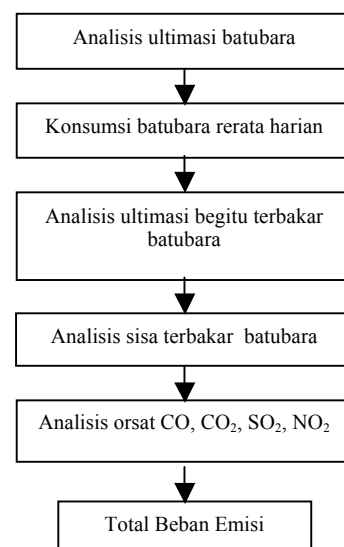 Analisis ultimasi batubara
Konsumsi batubara rerata harian
Analisis ultimasi begitu terbakar
batubara
Analisis sisa terbakar batubara
Analisis orsat CO, CO₂, SO₂, NO₂
Total Beban Emisi